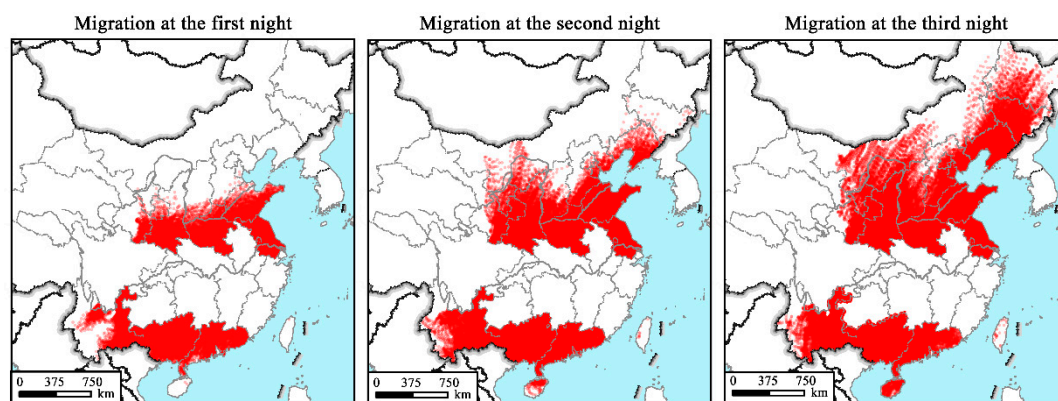 Migration at the first night
Migration at the second night
Migration at the third night
0 375 750
km
0 375 750
km
0 375 750
km